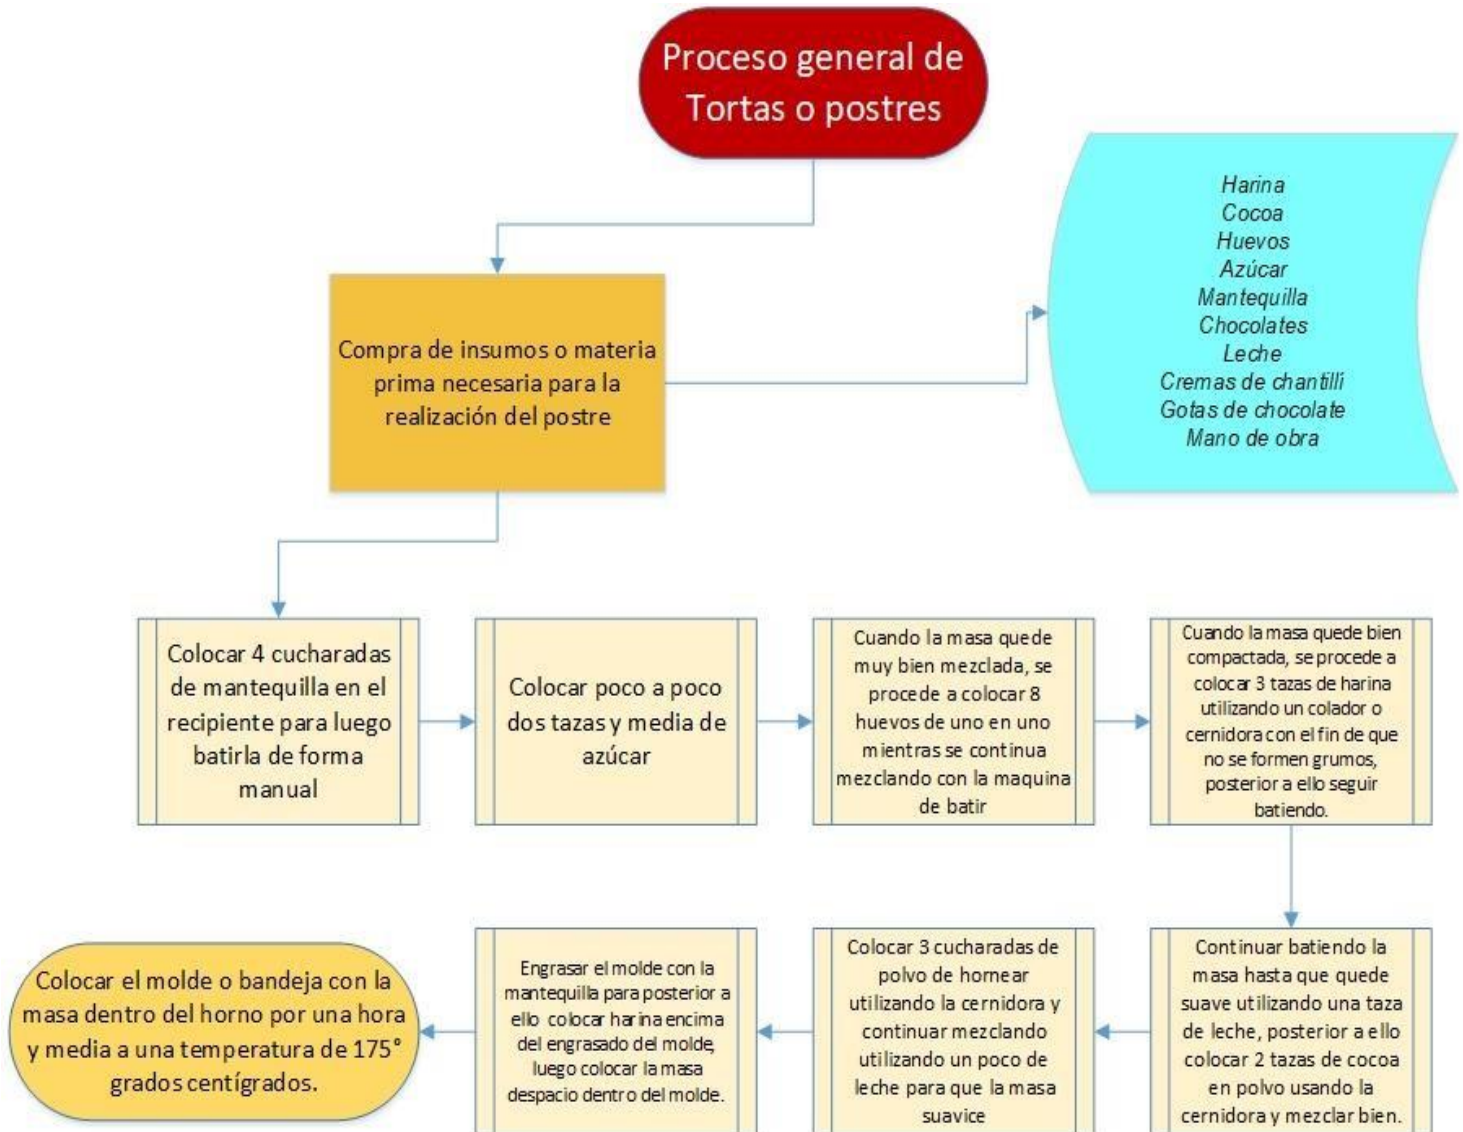 Proceso general de
Tortas o postres
Harina
Cocoa
Huevos
Azúcar
Mantequilla
Chocolates
Leche
Cremas de chantillí
Gotas de chocolate
Mano de obra
Compra de insumos o materia
prima necesaria para la
realización del postre
Colocar 4 cucharadas
de mantequilla en el
recipiente para luego
batirla de forma
manual
Colocar poco a poco
dos tazas y media de
azúcar
Cuando la masa quede
muy bien mezclada, se
procede a colocar 8
huevos de uno en uno
mientras se continua
mezclando con la maquina
de batir
Cuando la masa quede bien
compactada, se procede a
colocar 3 tazas de harina
utilizando un colador o
cernidora con el fin de que
no se formen grumos,
posterior a ello seguir
batiendo.
Continuar batiendo la
masa hasta que quede
suave utilizando una taza
de leche, posterior a ello
colocar 2 tazas de cocoa
en polvo usando la
cernidora y mezclar bien.
Colocar 3 cucharadas de
polvo de hornear
utilizando la cernidora y
continuar mezclando
utilizando un poco de
leche para que la masa
suavice
Engrasar el molde con la
mantequilla para posterior a
ello colocar harina encima
del engrasado del molde,
luego colocar la masa
despacio dentro del molde.
Colocar el molde o bandeja con la
masa dentro del horno por una hora
y media a una temperatura de 175°
grados centígrados.